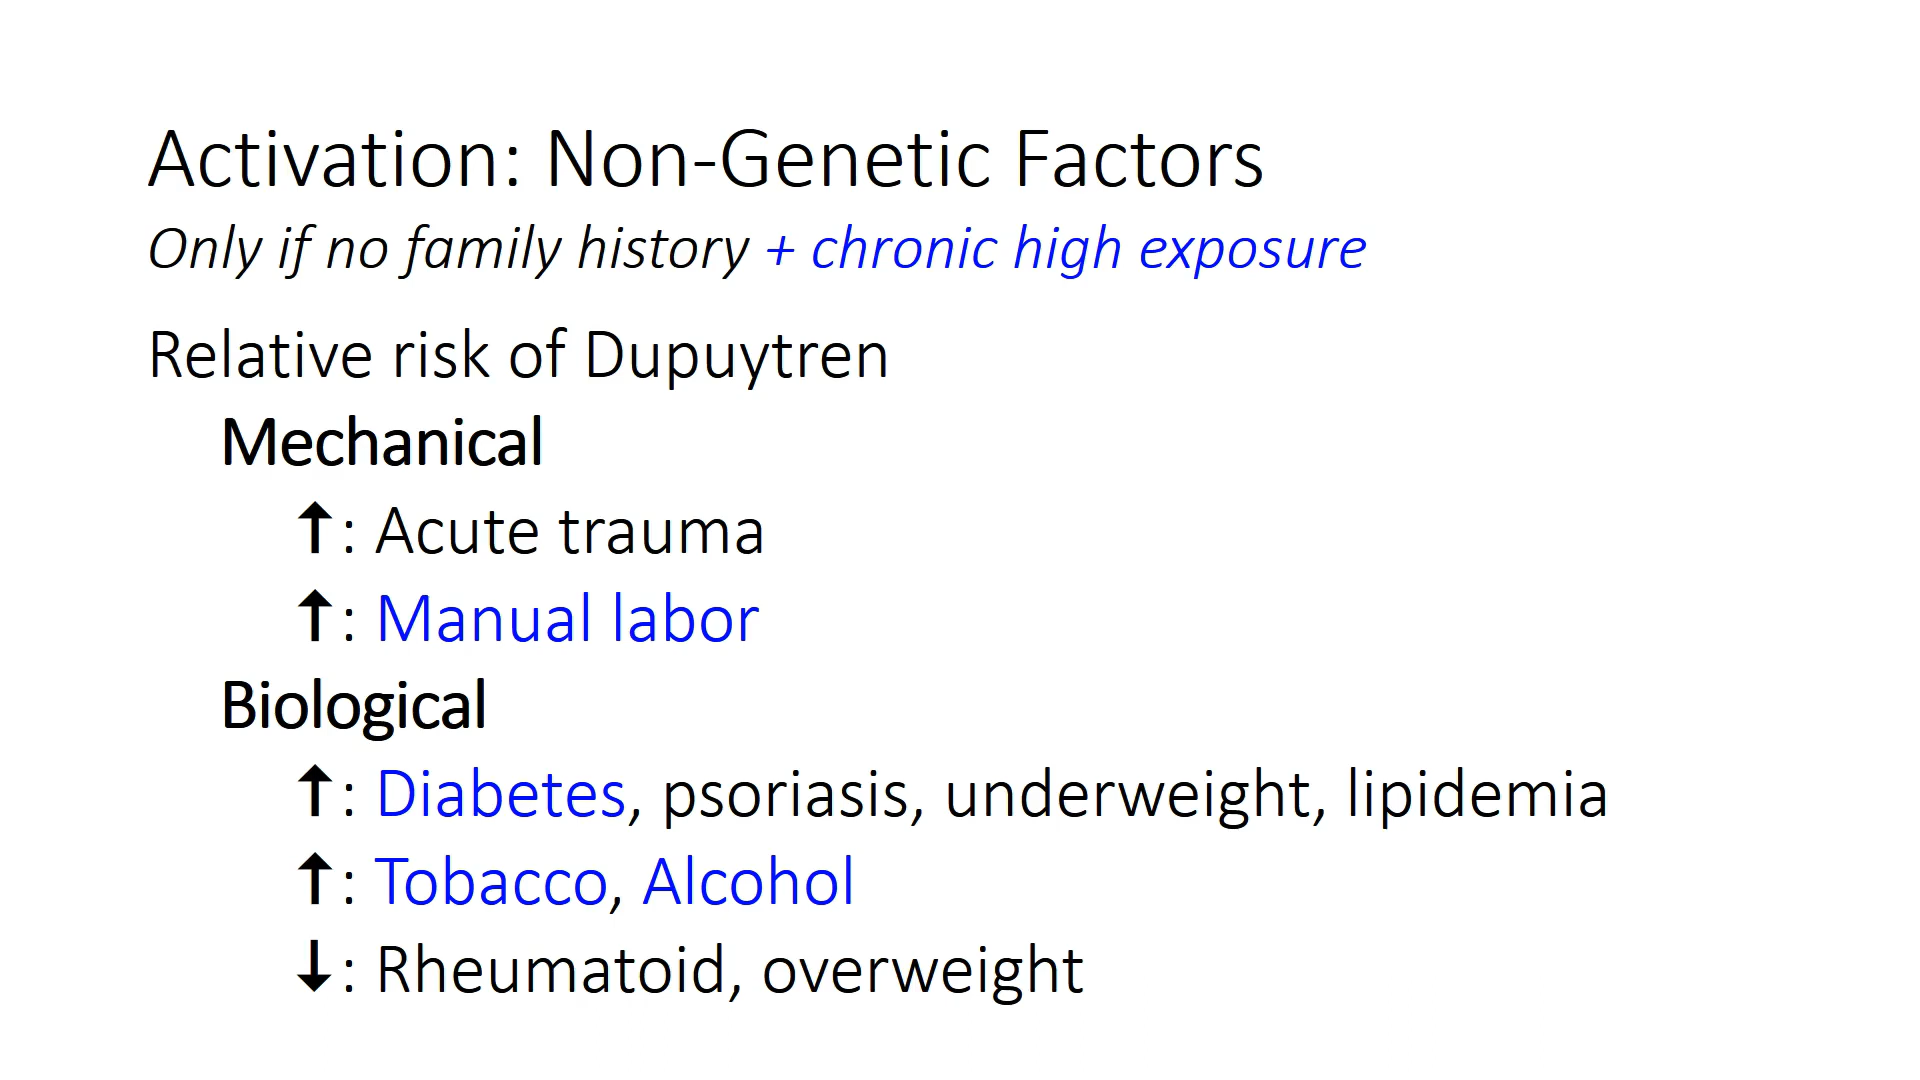 Activation: Non-Genetic Factors
Only if no family history + chronic high exposure
Relative risk of Dupuytren
Mechanical
↑: Acute trauma
↑: Manual labor
Biological
↑: Diabetes, psoriasis, underweight, lipidemia
↑: Tobacco, Alcohol
↓: Rheumatoid, overweight